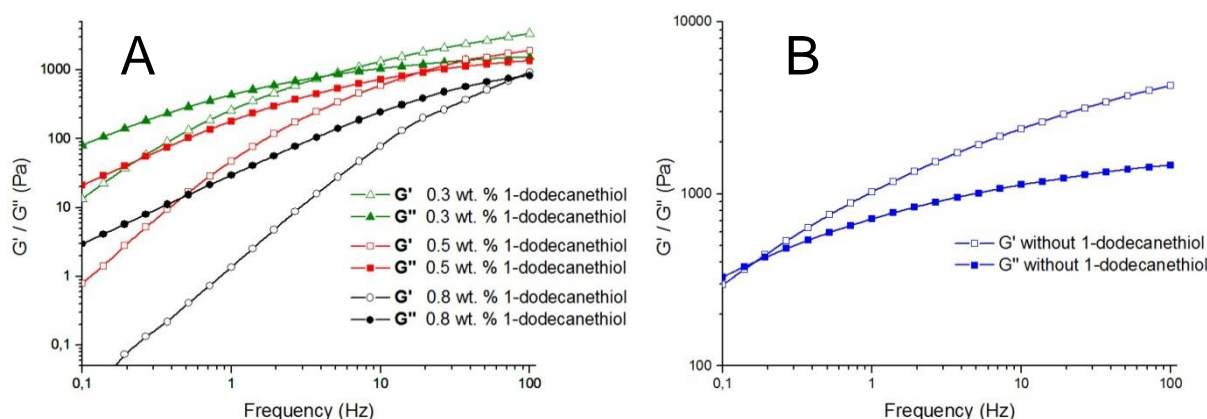 A
G' / G" (Pa)
1000
100
10
1
0,1
G' 0.3 wt. % 1-dodecanethiol
G" 0.3 wt. % 1-dodecanethiol
G' 0.5 wt. % 1-dodecanethiol
G" 0.5 wt. % 1-dodecanethiol
G' 0.8 wt. % 1-dodecanethiol
G" 0.8 wt. % 1-dodecanethiol
0,1 1 10 100
Frequency (Hz)
B
G' / G" (Pa)
10000
1000
100
G' without 1-dodecanethiol
G" without 1-dodecanethiol
0,1 1 10 100
Frequency (Hz)